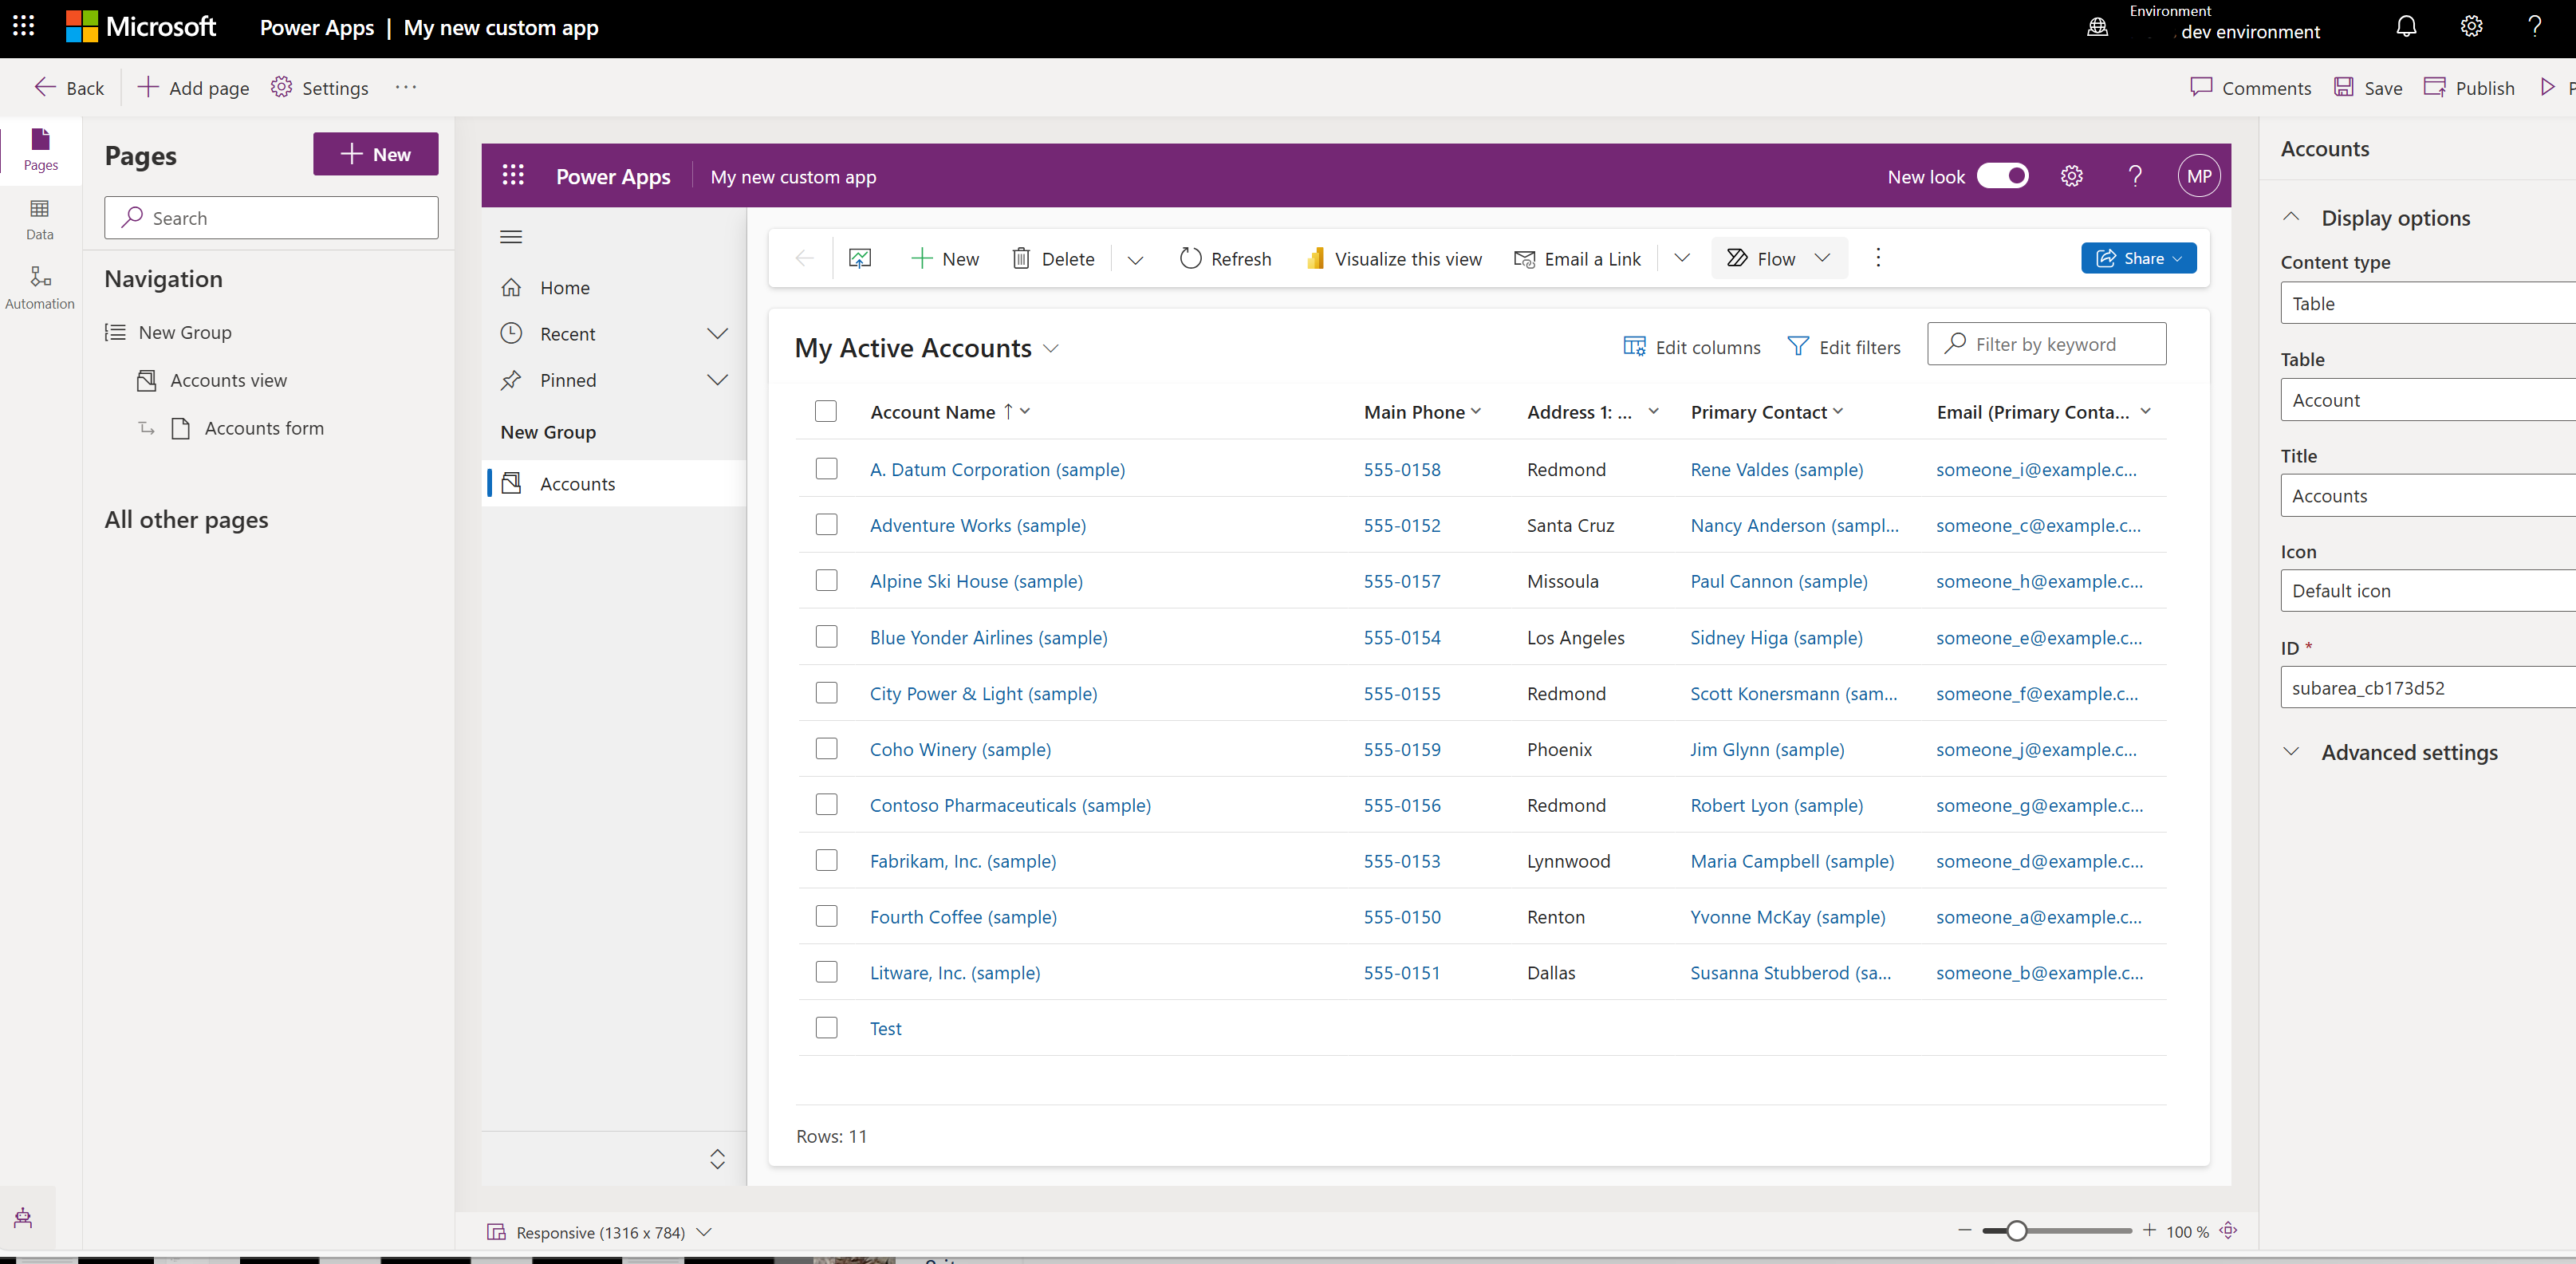 Microsoft Power Apps | My new custom app
Environment
dev environment
?
Back Add page Settings ...
Comments Save Publish
Pages
Data
Automation
Pages
New
Search
Navigation
New Group
Accounts view
Accounts form
All other pages
Power Apps My new custom app
New look ? MP
Home
Recent
Pinned
New Group
Accounts
New Delete Refresh Visualize this view Email a Link Flow Share
My Active Accounts
Edit columns Edit filters Filter by keyword
Account Name Main Phone Address 1: ... Primary Contact Email (Primary Conta...
A. Datum Corporation (sample) 555-0158 Redmond Rene Valdes (sample) someone_i@example.c...
Adventure Works (sample) 555-0152 Santa Cruz Nancy Anderson (sampl... someone_c@example.c...
Alpine Ski House (sample) 555-0157 Missoula Paul Cannon (sample) someone_h@example.c...
Blue Yonder Airlines (sample) 555-0154 Los Angeles Sidney Higa (sample) someone_e@example.c...
City Power & Light (sample) 555-0155 Redmond Scott Konersmann (sam... someone_f@example.c...
Coho Winery (sample) 555-0159 Phoenix Jim Glynn (sample) someone_j@example.c...
Contoso Pharmaceuticals (sample) 555-0156 Redmond Robert Lyon (sample) someone_g@example.c...
Fabrikam, Inc. (sample) 555-0153 Lynnwood Maria Campbell (sample) someone_d@example.c...
Fourth Coffee (sample) 555-0150 Renton Yvonne McKay (sample) someone_a@example.c...
Litware, Inc. (sample) 555-0151 Dallas Susanna Stubberod (sa... someone_b@example.c...
Test
Rows: 11
Responsive (1316 x 784)
100 %
Accounts
Display options
Content type
Table
Table
Account
Title
Accounts
Icon
Default icon
ID *
subarea_cb173d52
Advanced settings